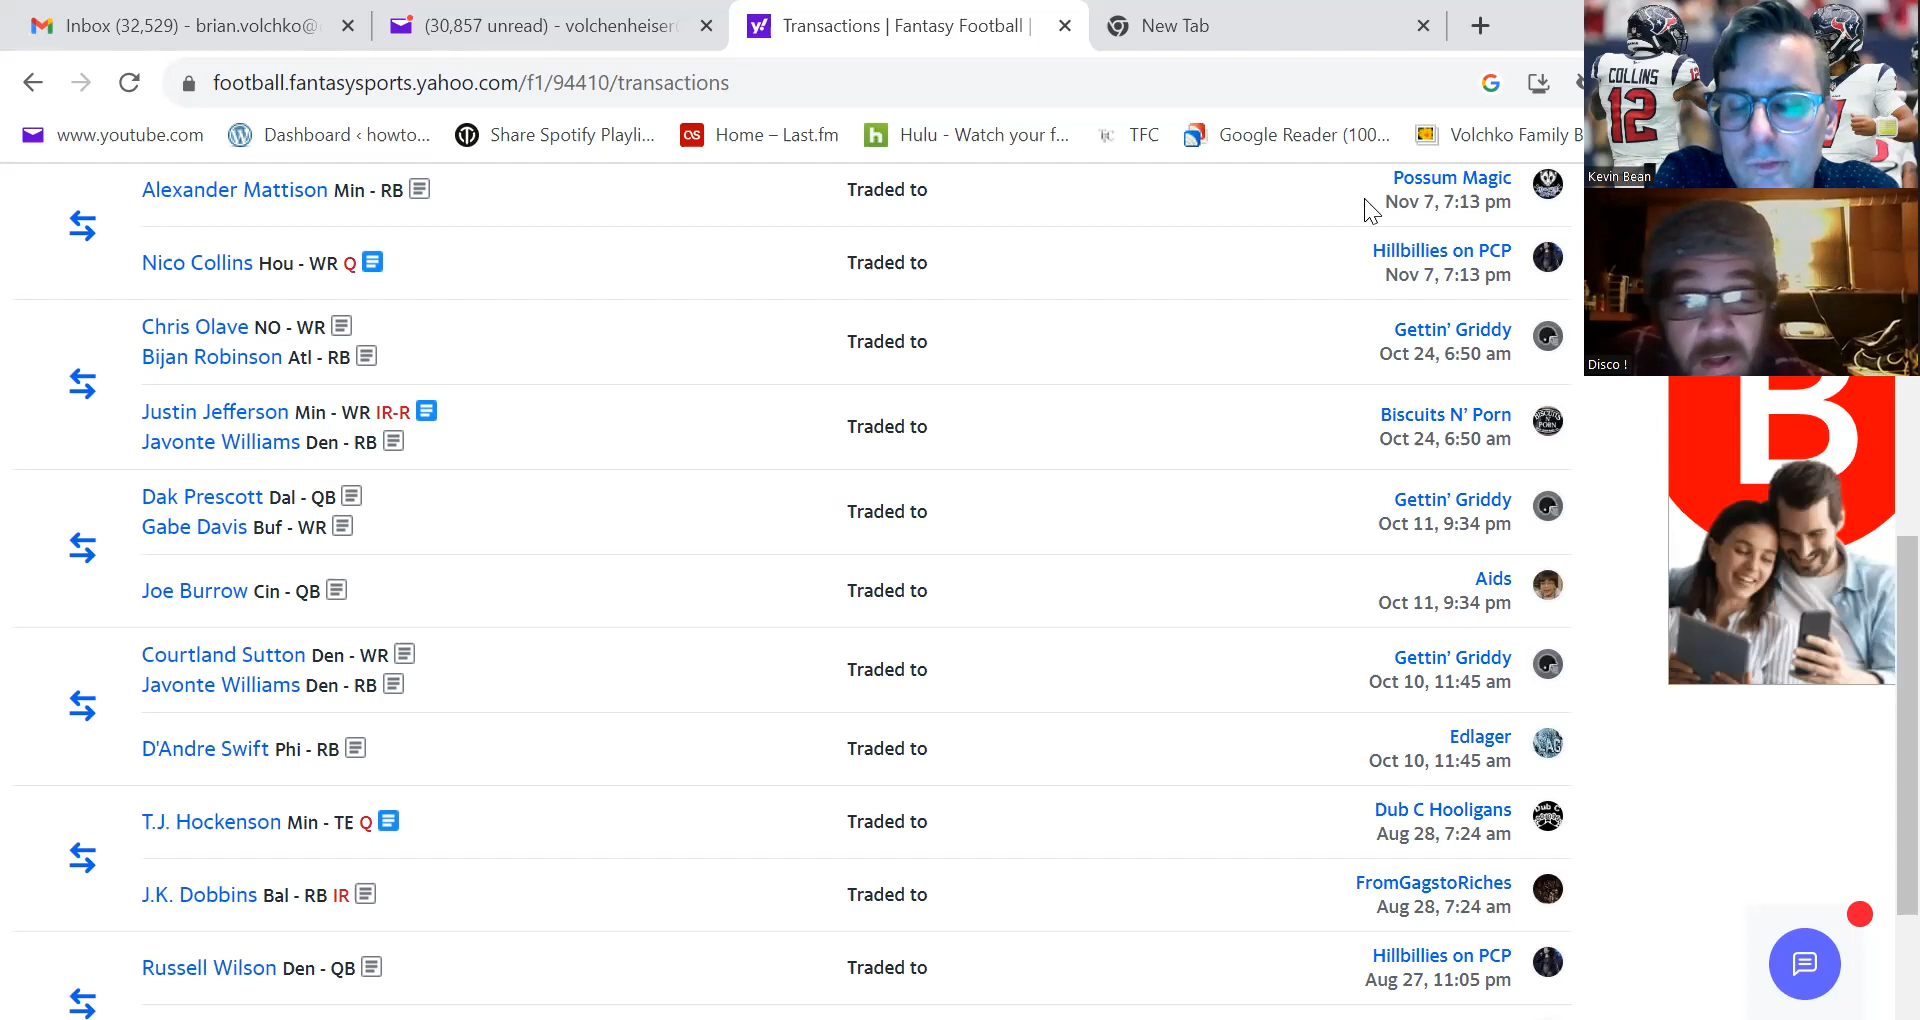 Inbox (32,529) - brian.volchko@
(30,857 unread) - volchenheiser
Transactions | Fantasy Football |
New Tab
football.fantasysports.yahoo.com/f1/94410/transactions
www.youtube.com
Dashboard ‹ howto...
Share Spotify Playli...
Home – Last.fm
Hulu - Watch your f...
TFC
Google Reader (100...
Volchko Family B
COLLINS
12
Kevin Bean
Disco !
B
Alexander Mattison Min - RB
Traded to
Possum Magic
Nov 7, 7:13 pm
Nico Collins Hou - WR Q
Traded to
Hillbillies on PCP
Nov 7, 7:13 pm
Chris Olave NO - WR
Bijan Robinson Atl - RB
Traded to
Gettin’ Griddy
Oct 24, 6:50 am
Justin Jefferson Min - WR IR-R
Javonte Williams Den - RB
Traded to
Biscuits N’ Porn
Oct 24, 6:50 am
Dak Prescott Dal - QB
Gabe Davis Buf - WR
Traded to
Gettin’ Griddy
Oct 11, 9:34 pm
Joe Burrow Cin - QB
Traded to
Aids
Oct 11, 9:34 pm
Courtland Sutton Den - WR
Javonte Williams Den - RB
Traded to
Gettin’ Griddy
Oct 10, 11:45 am
D'Andre Swift Phi - RB
Traded to
Edlager
Oct 10, 11:45 am
T.J. Hockenson Min - TE Q
Traded to
Dub C Hooligans
Aug 28, 7:24 am
J.K. Dobbins Bal - RB IR
Traded to
FromGagstoRiches
Aug 28, 7:24 am
Russell Wilson Den - QB
Traded to
Hillbillies on PCP
Aug 27, 11:05 pm